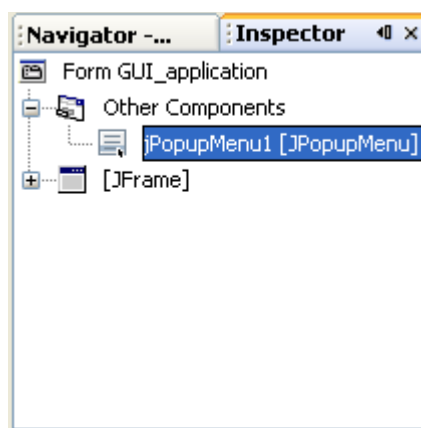 Navigator -... Inspector
Form GUI_application
Other Components
jPopupMenu1 [JPopupMenu]
[JFrame]